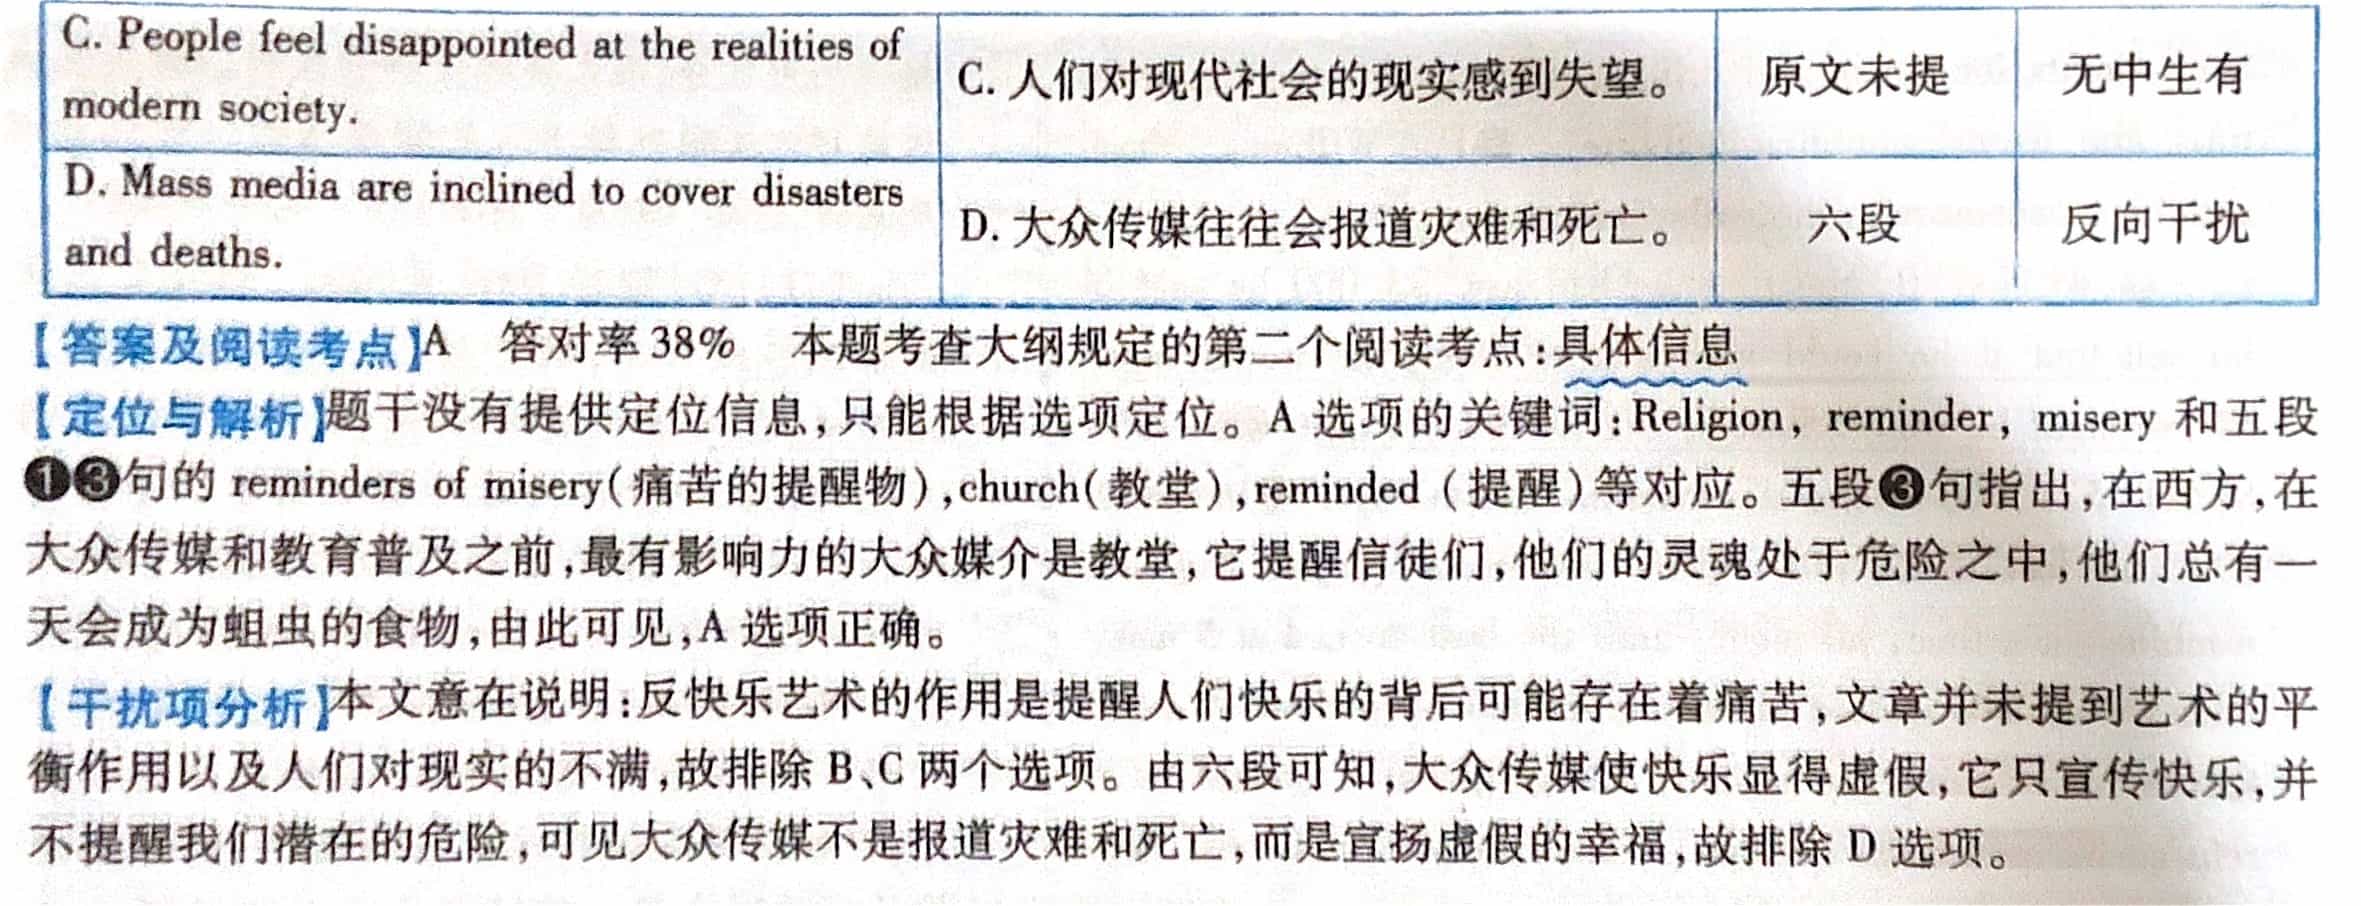 C. People feel disappointed at the realities of
modern society.
C. 人们对现代社会的现实感到失望。
原文未提
无中生有
D. Mass media are inclined to cover disasters
and deaths.
D. 大众传媒往往会报道灾难和死亡。
六段
反向干扰
【答案及阅读考点】A 答对率 38% 本题考查大纲规定的第二个阅读考点:具体信息
【定位与解析】题干没有提供定位信息,只能根据选项定位。A 选项的关键词:Religion, reminder, misery 和五段
❶❸句的 reminders of misery(痛苦的提醒物),church(教堂),reminded (提醒)等对应。五段❸句指出,在西方,在
大众传媒和教育普及之前,最有影响力的大众媒介是教堂,它提醒信徒们,他们的灵魂处于危险之中,他们总有一
天会成为蛆虫的食物,由此可见,A 选项正确。
【干扰项分析】本文意在说明:反快乐艺术的作用是提醒人们快乐的背后可能存在着痛苦,文章并未提到艺术的平
衡作用以及人们对现实的不满,故排除 B、C 两个选项。由六段可知,大众传媒使快乐显得虚假,它只宣传快乐,并
不提醒我们潜在的危险,可见大众传媒不是报道灾难和死亡,而是宣扬虚假的幸福,故排除 D 选项。